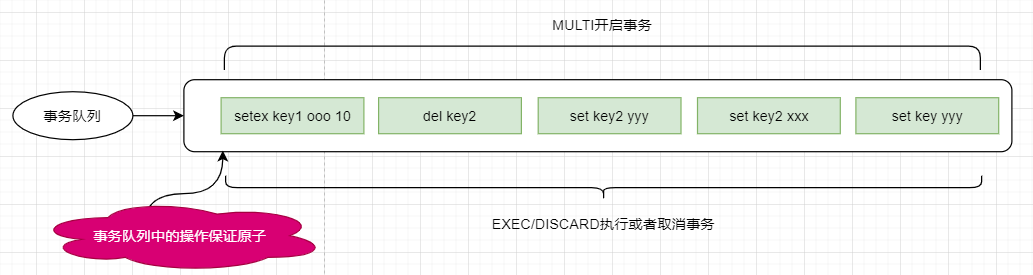 MULTI开启事务
事务队列
setex key1 ooo 10
del key2
set key2 yyy
set key2 xxx
set key yyy
事务队列中的操作保证原子
EXEC/DISCARD执行或者取消事务